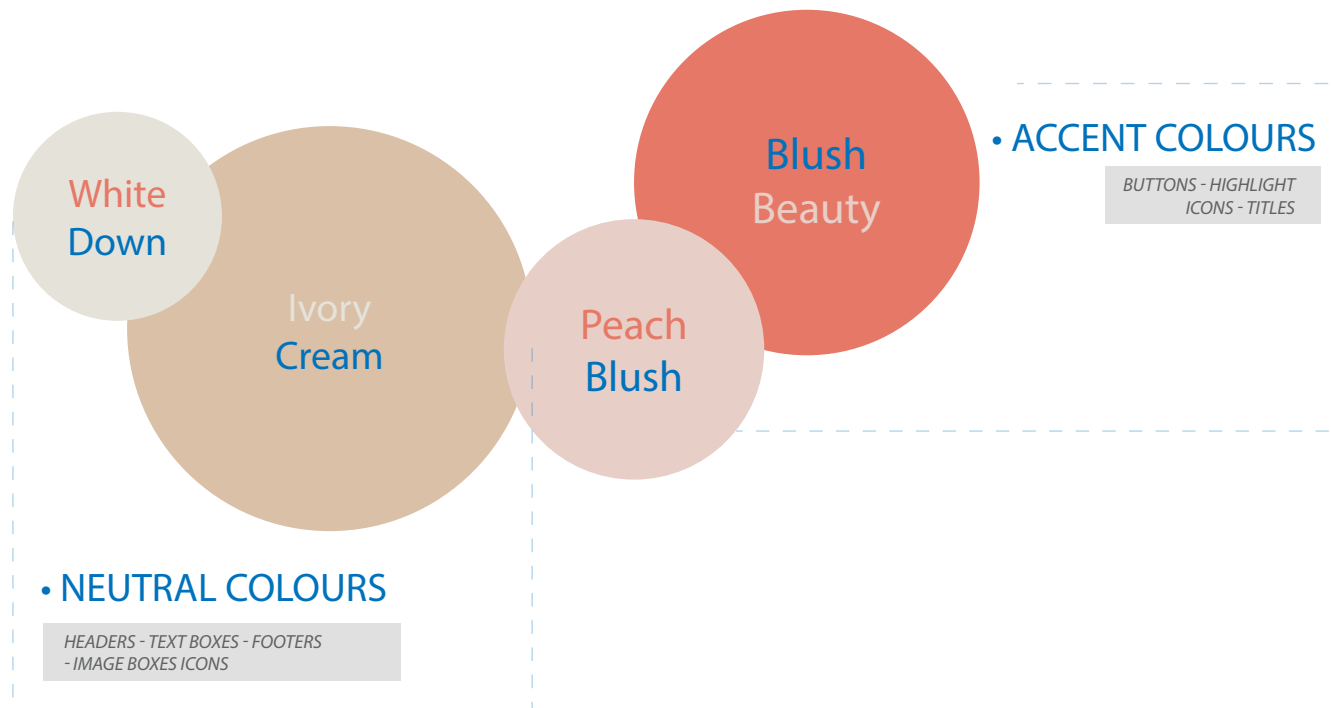 White
Down
Ivory
Cream
Peach
Blush
Blush
Beauty
• ACCENT COLOURS
BUTTONS - HIGHLIGHT
ICONS - TITLES
• NEUTRAL COLOURS
HEADERS - TEXT BOXES - FOOTERS
- IMAGE BOXES ICONS